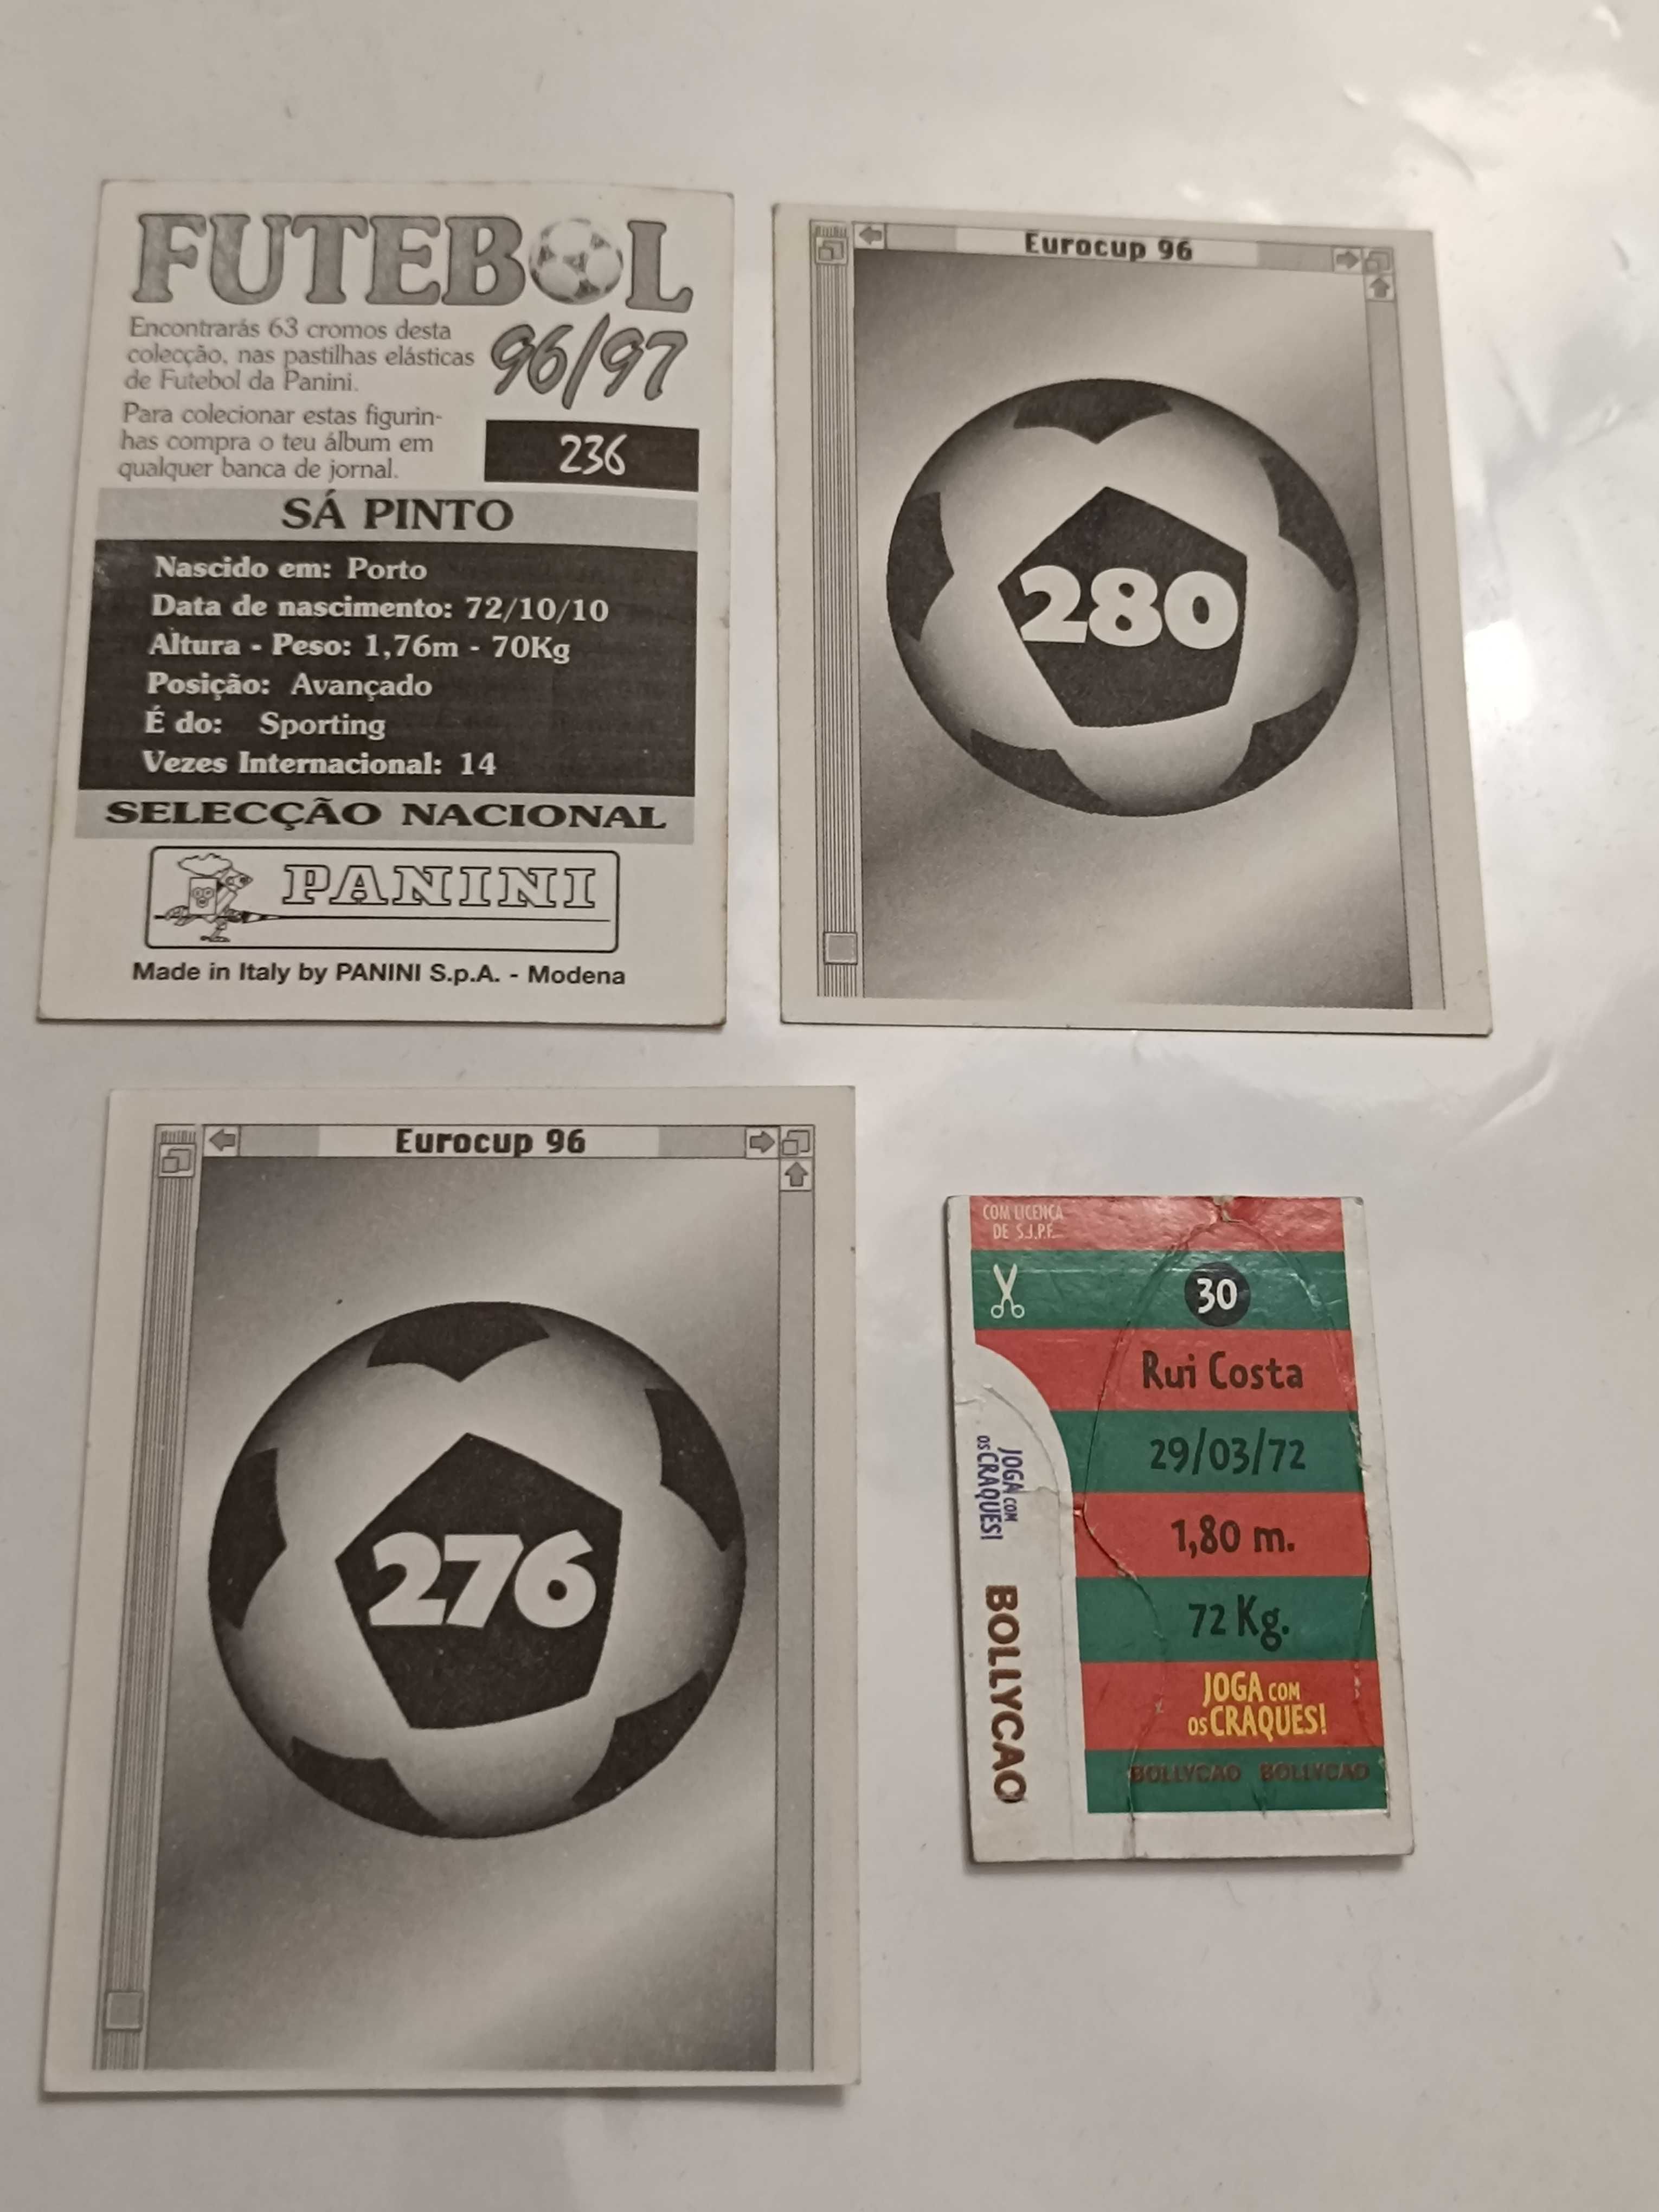 FUTEBOL
96/97
Encontrarás 63 cromos desta
colecção, nas pastilhas elásticas
de Futebol da Panini.
Para colecionar estas figurin-
has compra o teu álbum em
qualquer banca de jornal.
236
SÁ PINTO
Nascido em: Porto
Data de nascimento: 72/10/10
Altura - Peso: 1,76m - 70Kg
Posição: Avançado
É do: Sporting
Vezes Internacional: 14
SELECÇÃO NACIONAL
PANINI
Made in Italy by PANINI S.p.A. - Modena
Eurocup 96
280
Eurocup 96
276
COM LICENÇA
DE S.J.P.F.
30
Rui Costa
29/03/72
1,80 m.
72 Kg.
JOGA COM
OS CRAQUES!
BOLLYCAO BOLLYCAO
JOGA COM
OS CRAQUES!
BOLLYCAO